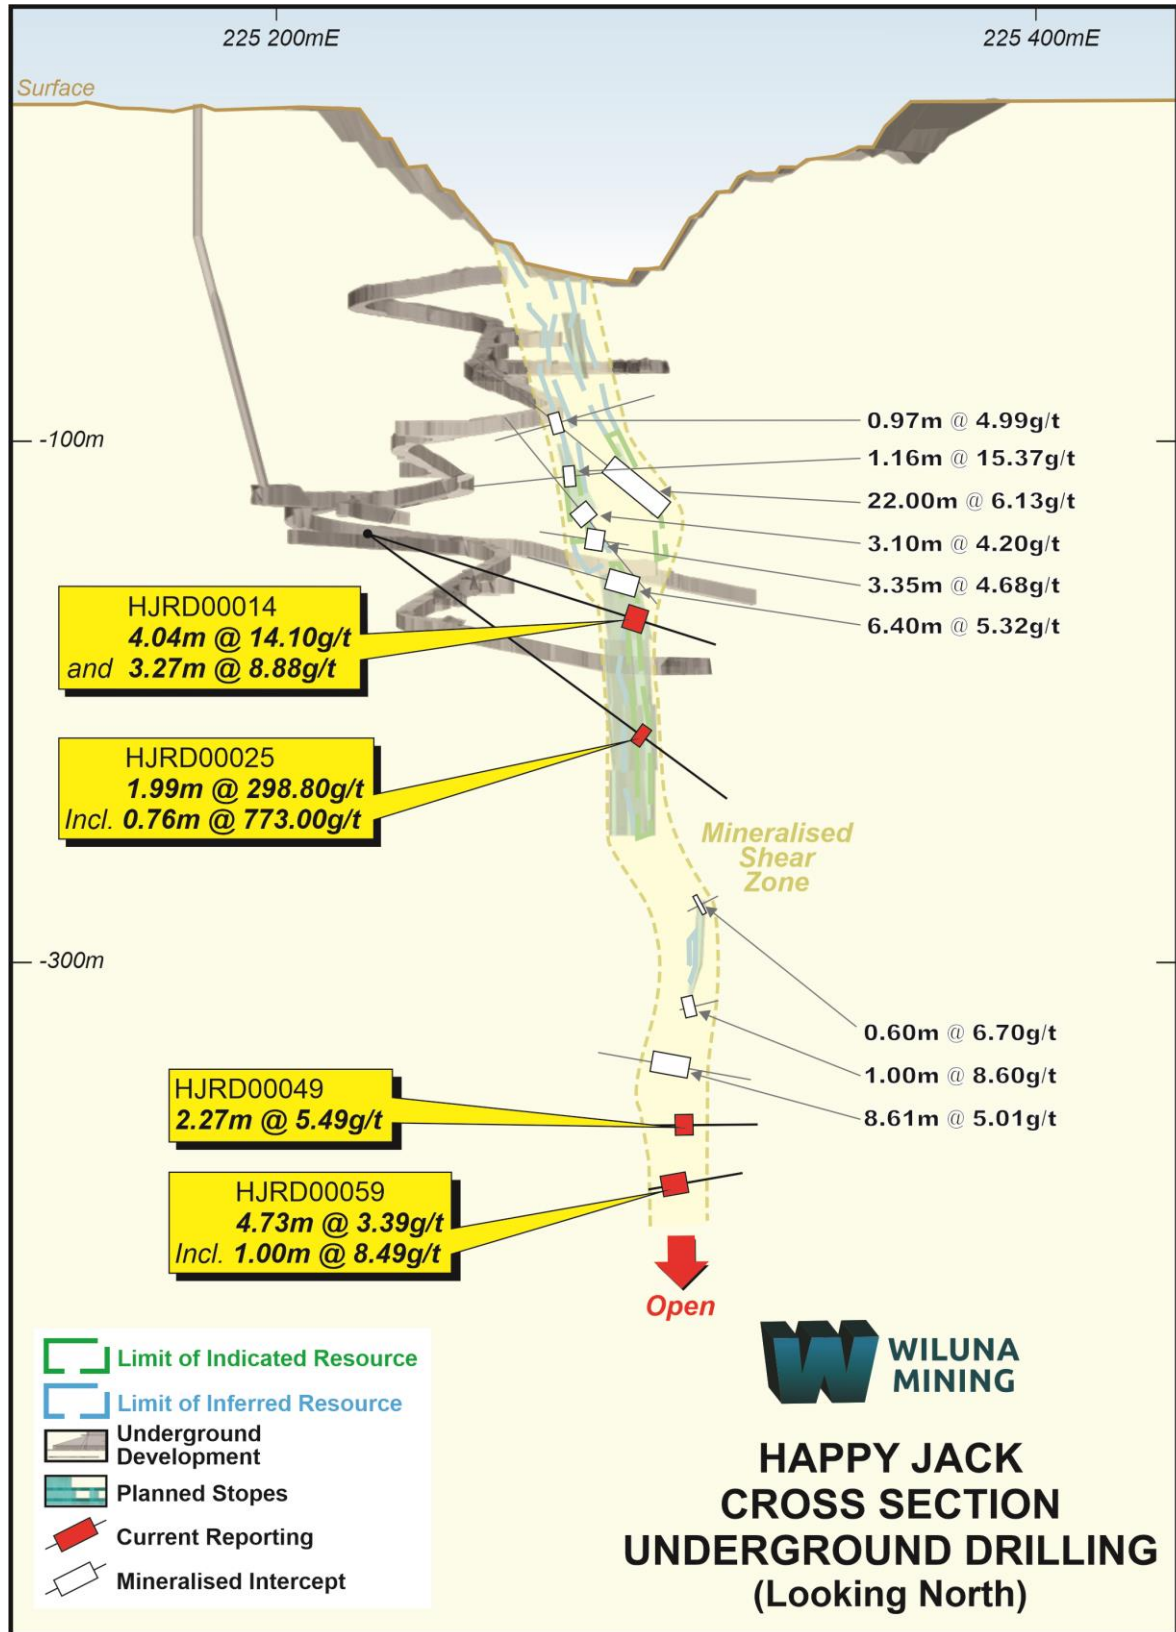 225 200mE
225 400mE
Surface
-100m
0.97m @ 4.99g/t
1.16m @ 15.37g/t
22.00m @ 6.13g/t
3.10m @ 4.20g/t
3.35m @ 4.68g/t
6.40m @ 5.32g/t
HJRD00014
4.04m @ 14.10g/t
and 3.27m @ 8.88g/t
HJRD00025
1.99m @ 298.80g/t
Incl. 0.76m @ 773.00g/t
Mineralised
Shear
Zone
-300m
0.60m @ 6.70g/t
1.00m @ 8.60g/t
8.61m @ 5.01g/t
HJRD00049
2.27m @ 5.49g/t
HJRD00059
4.73m @ 3.39g/t
Incl. 1.00m @ 8.49g/t
Open
Limit of Indicated Resource
Limit of Inferred Resource
Underground
Development
Planned Stopes
Current Reporting
Mineralised Intercept
WILUNA
MINING
HAPPY JACK
CROSS SECTION
UNDERGROUND DRILLING
(Looking North)